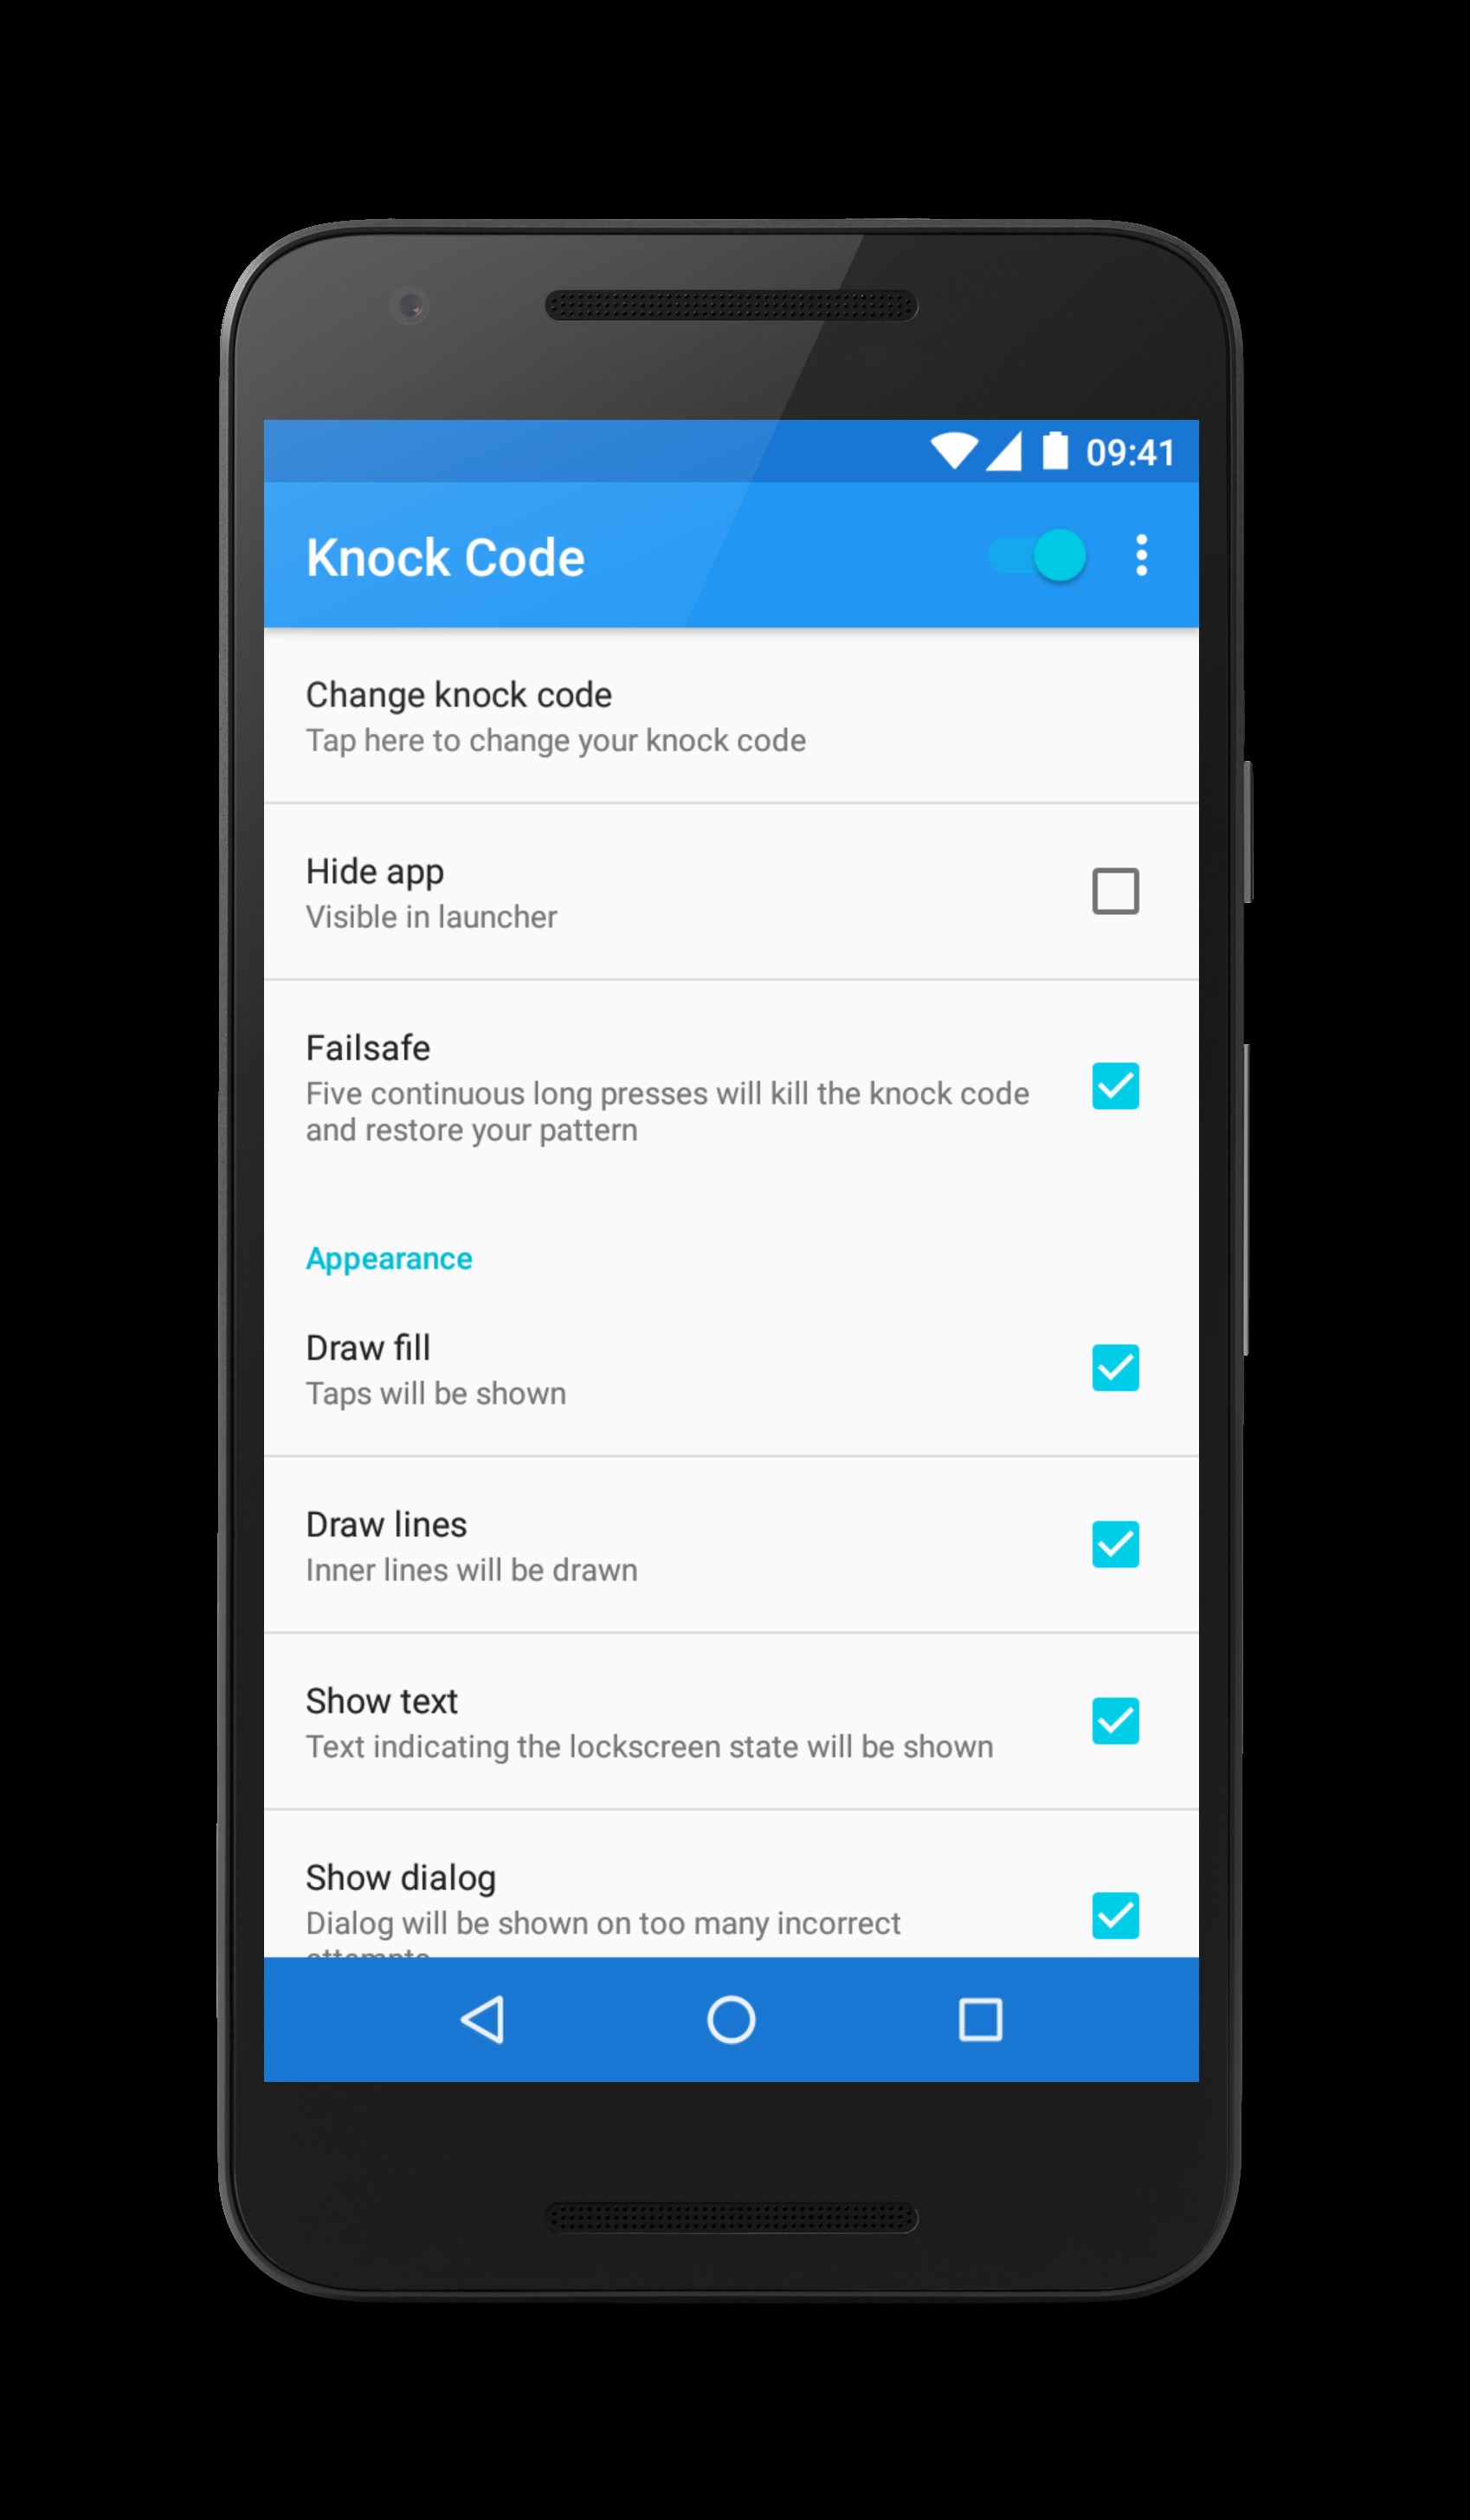 09:41
Knock Code
Change knock code
Tap here to change your knock code
Hide app
Visible in launcher
Failsafe
Five continuous long presses will kill the knock code
and restore your pattern
Appearance
Draw fill
Taps will be shown
Draw lines
Inner lines will be drawn
Show text
Text indicating the lockscreen state will be shown
Show dialog
Dialog will be shown on too many incorrect
attempts